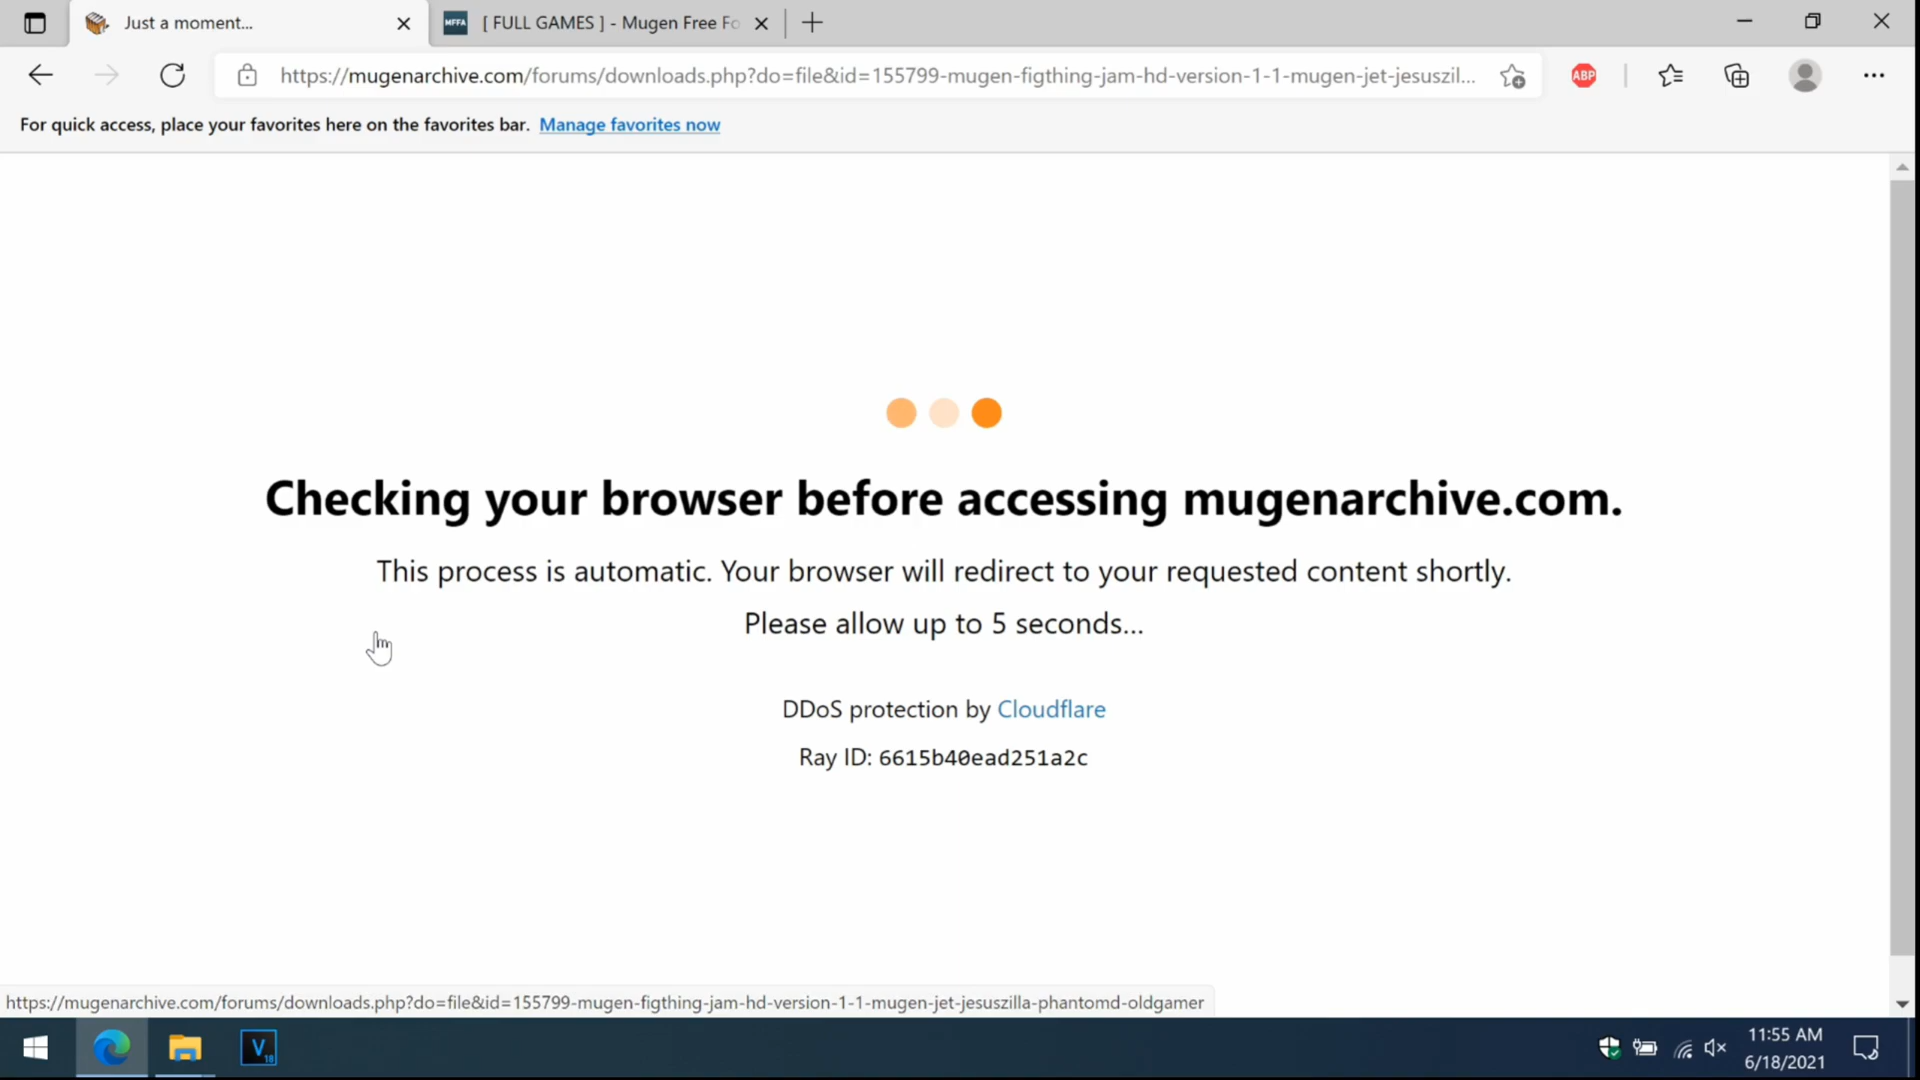 Just a moment...
MFFA
[ FULL GAMES ] - Mugen Free Fo
https://mugenarchive.com/forums/downloads.php?do=file&id=155799-mugen-figthing-jam-hd-version-1-1-mugen-jet-jesuszil...
ABP
For quick access, place your favorites here on the favorites bar. Manage favorites now
Checking your browser before accessing mugenarchive.com.
This process is automatic. Your browser will redirect to your requested content shortly.
Please allow up to 5 seconds...
DDoS protection by Cloudflare
Ray ID: 6615b40ead251a2c
https://mugenarchive.com/forums/downloads.php?do=file&id=155799-mugen-figthing-jam-hd-version-1-1-mugen-jet-jesuszilla-phantomd-oldgamer
V 18
11:55 AM
6/18/2021